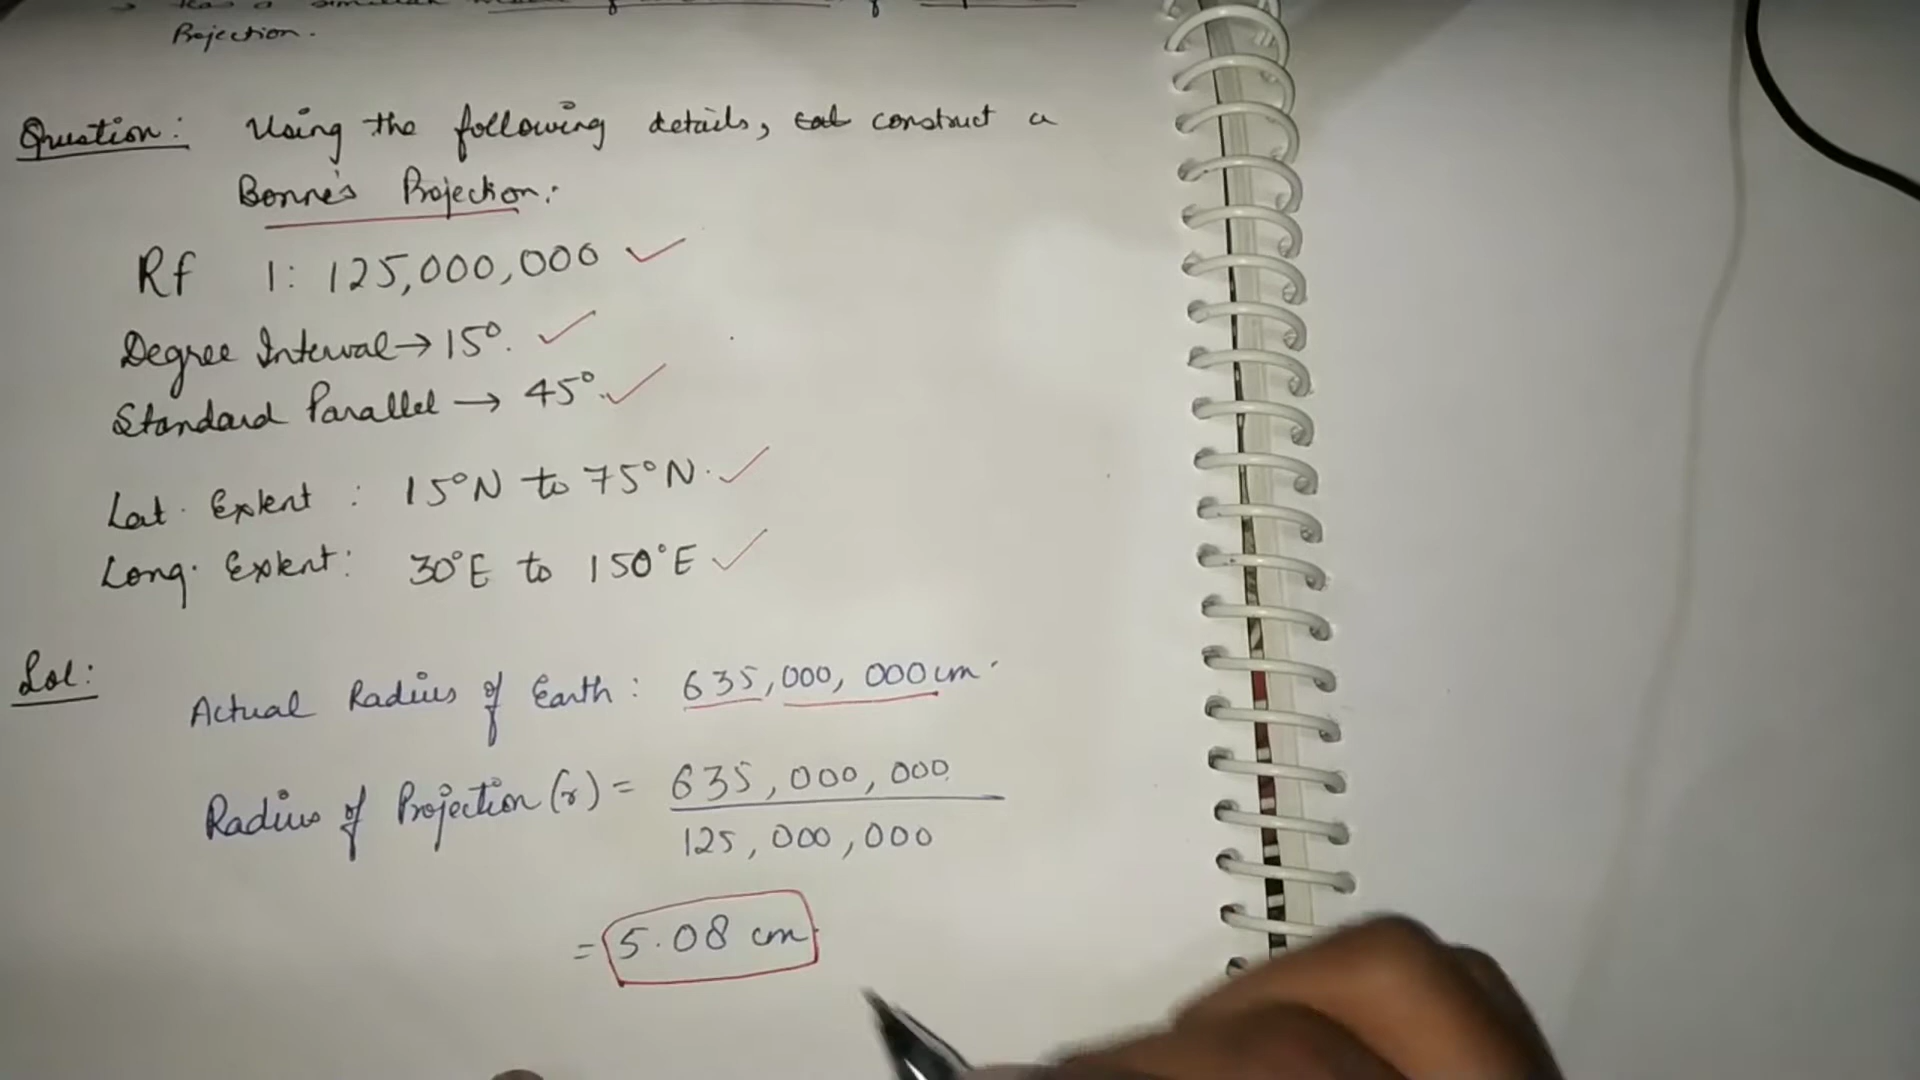 Projection.
Question: Using the following details, construct a
Bonne's Projection:
Rf 1: 125,000,000 ✓
Degree Interval → 15°. ✓
Standard Parallel → 45°. ✓
Lat. Extent : 15°N to 75°N. ✓
Long. Extent: 30°E to 150°E ✓
Sol:
Actual Radius of Earth : 635,000,000 cm.
Radius of Projection (r) = 635,000,000
125,000,000
= 5.08 cm.